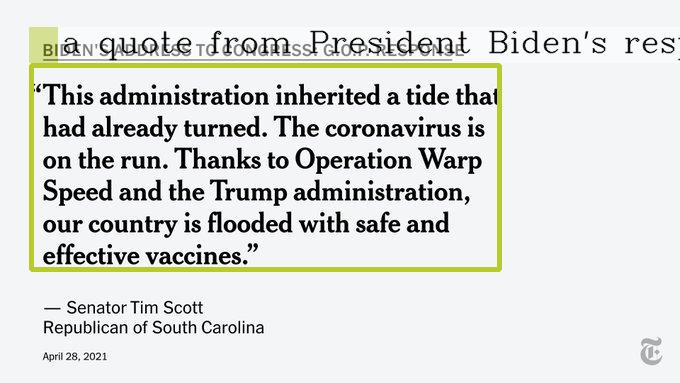 a quote from President Biden's resp
BIDEN'S ADDRESS TO CONGRESS: G.O.P. RESPONSE
“This administration inherited a tide that
had already turned. The coronavirus is
on the run. Thanks to Operation Warp
Speed and the Trump administration,
our country is flooded with safe and
effective vaccines.”
— Senator Tim Scott
Republican of South Carolina
April 28, 2021
T